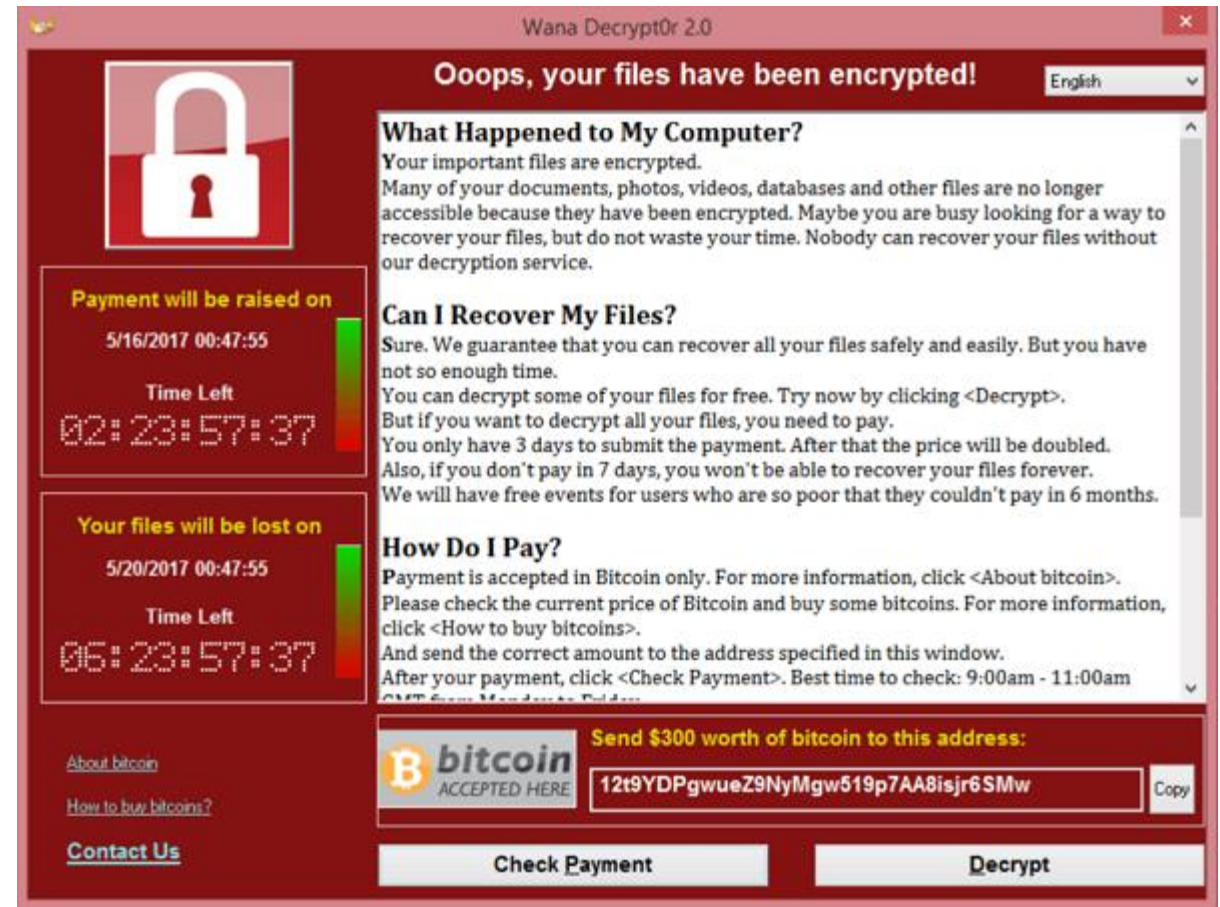 Wana Decrypt0r 2.0
Ooops, your files have been encrypted!
English
Payment will be raised on
5/16/2017 00:47:55
Time Left
02:23:57:37
Your files will be lost on
5/20/2017 00:47:55
Time Left
06:23:57:37
About bitcoin
How to buy bitcoins?
Contact Us
What Happened to My Computer?
Your important files are encrypted.
Many of your documents, photos, videos, databases and other files are no longer
accessible because they have been encrypted. Maybe you are busy looking for a way to
recover your files, but do not waste your time. Nobody can recover your files without
our decryption service.
Can I Recover My Files?
Sure. We guarantee that you can recover all your files safely and easily. But you have
not so enough time.
You can decrypt some of your files for free. Try now by clicking <Decrypt>.
But if you want to decrypt all your files, you need to pay.
You only have 3 days to submit the payment. After that the price will be doubled.
Also, if you don't pay in 7 days, you won't be able to recover your files forever.
We will have free events for users who are so poor that they couldn't pay in 6 months.
How Do I Pay?
Payment is accepted in Bitcoin only. For more information, click <About bitcoin>.
Please check the current price of Bitcoin and buy some bitcoins. For more information,
click <How to buy bitcoins>.
And send the correct amount to the address specified in this window.
After your payment, click <Check Payment>. Best time to check: 9:00am - 11:00am
GMT from Monday to Friday.
bitcoin
ACCEPTED HERE
Send $300 worth of bitcoin to this address:
12t9YDPgwueZ9NyMgw519p7AA8isjr6SMw
Copy
Check Payment
Decrypt